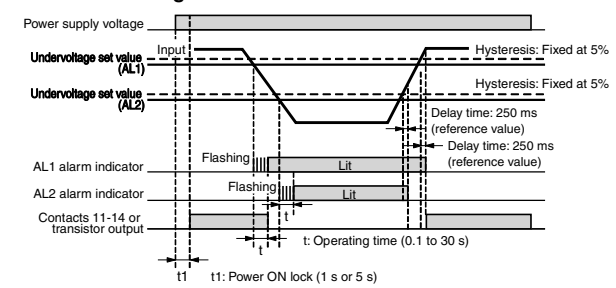 Power supply voltage
Input
Hysteresis: Fixed at 5%
Undervoltage set value
(AL1)
Hysteresis: Fixed at 5%
Undervoltage set value
(AL2)
Delay time: 250 ms
(reference value)
Delay time: 250 ms
(reference value)
AL1 alarm indicator
Flashing
Lit
AL2 alarm indicator
Flashing
Lit
Contacts 11-14 or
transistor output
t
t
t: Operating time (0.1 to 30 s)
t1
t1: Power ON lock (1 s or 5 s)